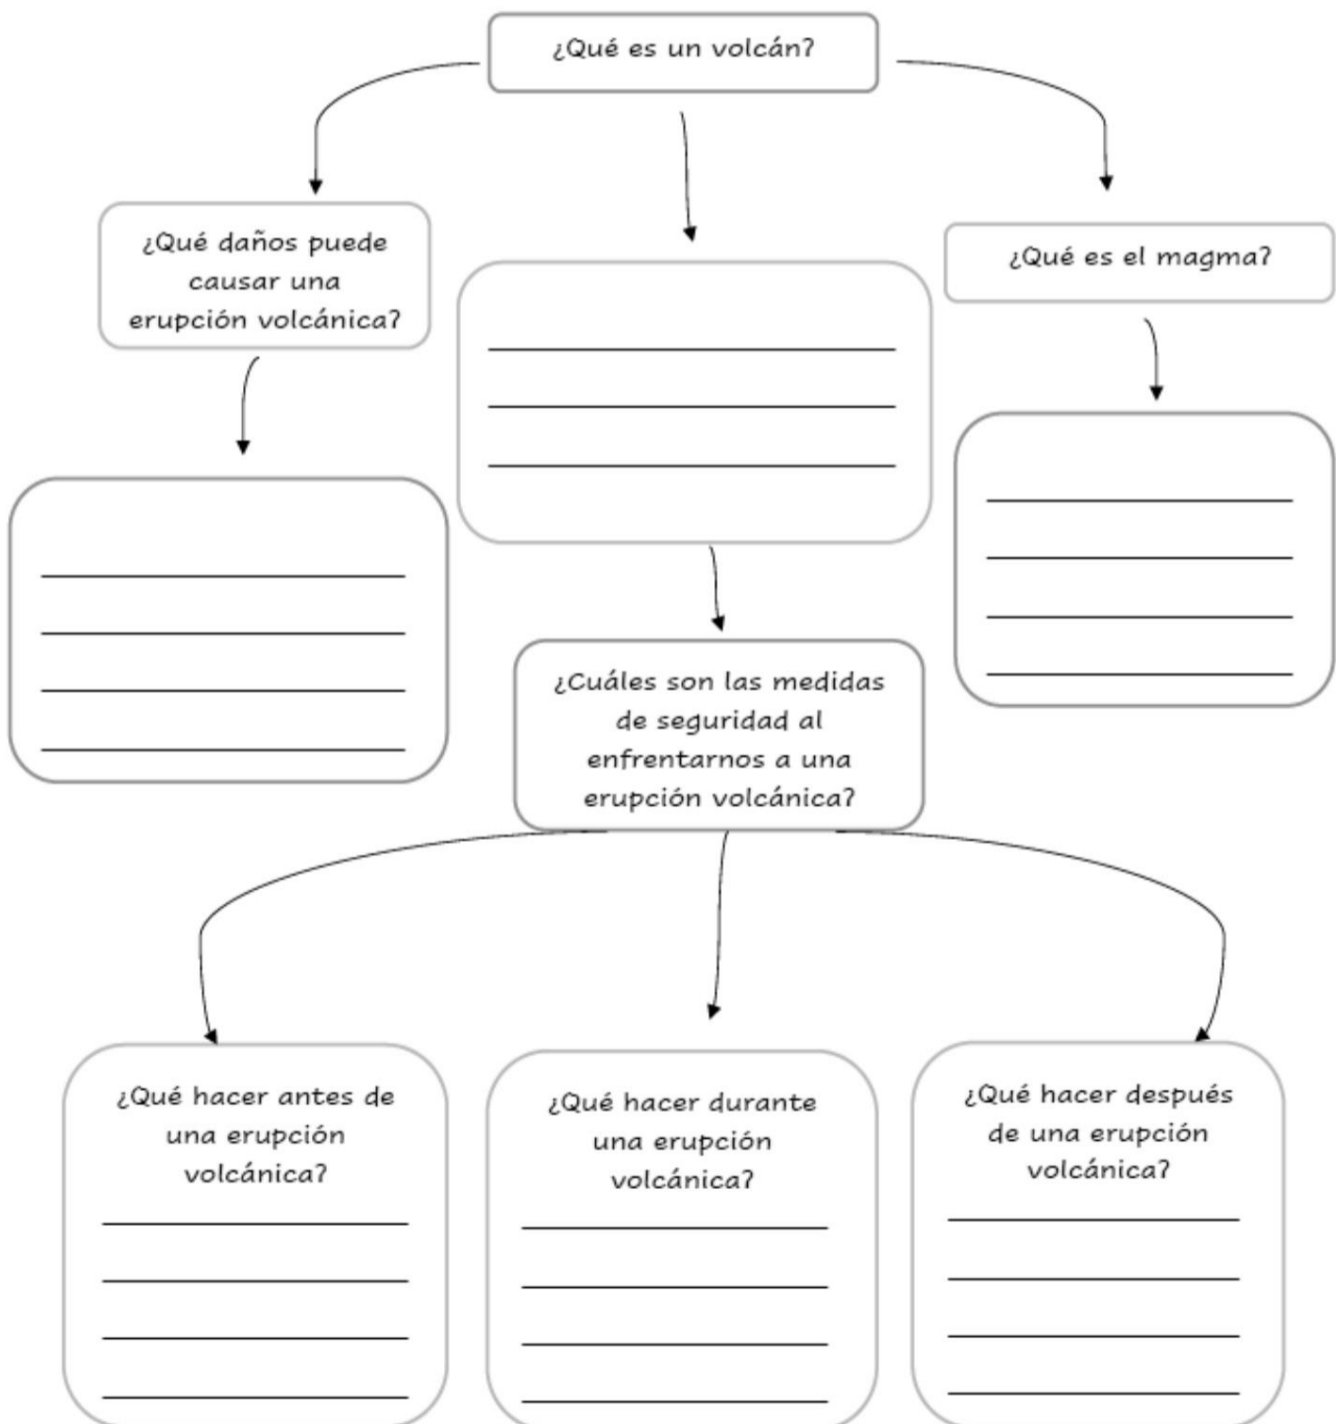 ¿Qué es un volcán?
¿Qué daños puede
causar una
erupción volcánica?
¿Qué es el magma?
¿Cuáles son las medidas
de seguridad al
enfrentarnos a una
erupción volcánica?
¿Qué hacer antes de
una erupción
volcánica?
¿Qué hacer durante
una erupción
volcánica?
¿Qué hacer después
de una erupción
volcánica?